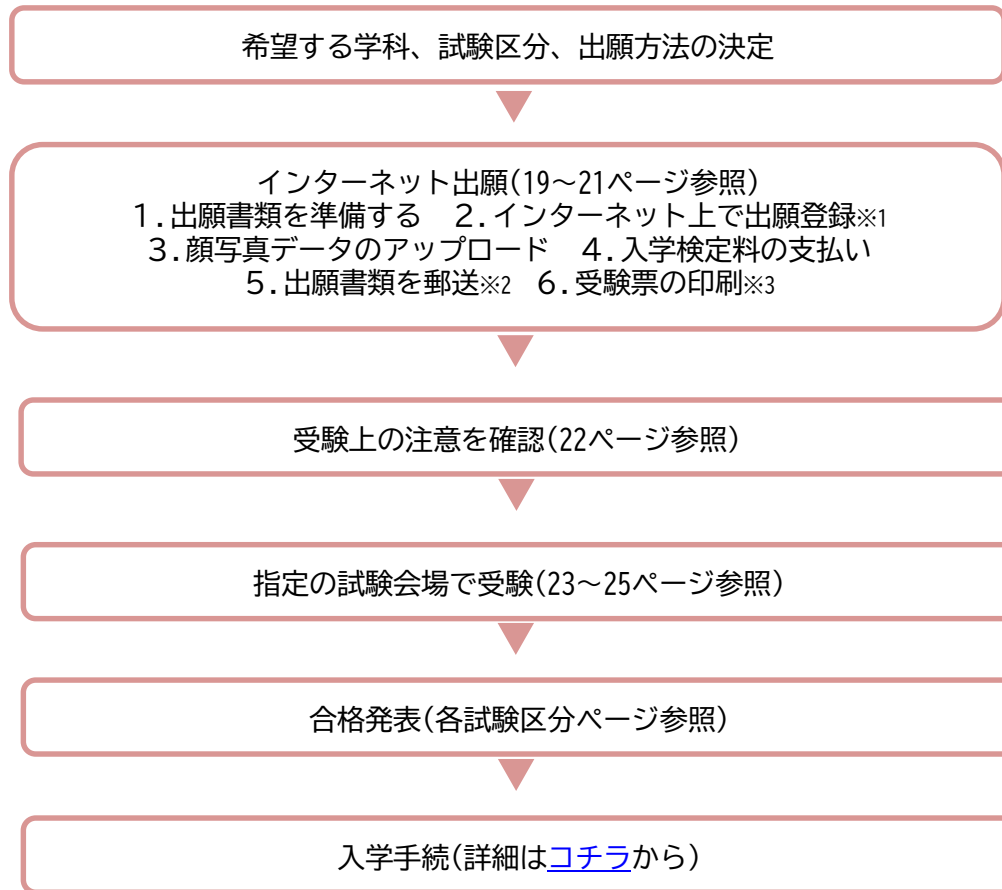 希望する学科、試験区分、出願方法の決定
インターネット出願(19～21ページ参照)
1.出願書類を準備する　2.インターネット上で出願登録※1
3.顔写真データのアップロード　4.入学検定料の支払い
5.出願書類を郵送※2　6.受験票の印刷※3
受験上の注意を確認(22ページ参照)
指定の試験会場で受験(23～25ページ参照)
合格発表(各試験区分ページ参照)
入学手続(詳細はコチラから)